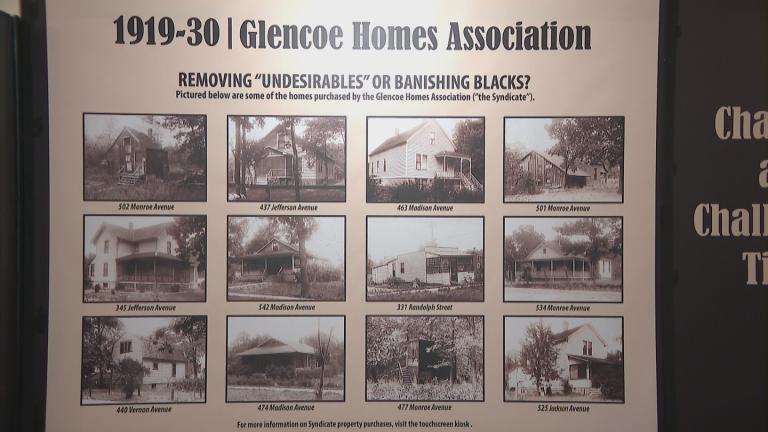 1919-30 | Glencoe Homes Association
REMOVING "UNDESIRABLES" OR BANISHING BLACKS?
Pictured below are some of the homes purchased by the Glencoe Homes Association ("the Syndicate").
502 Monroe Avenue
437 Jefferson Avenue
463 Madison Avenue
501 Monroe Avenue
345 Jefferson Avenue
542 Madison Avenue
331 Randolph Street
534 Monroe Avenue
440 Vernon Avenue
474 Madison Avenue
477 Monroe Avenue
525 Jackson Avenue
For more information on Syndicate property purchases, visit the touchscreen kiosk.
Cha
a
Chall
Ti